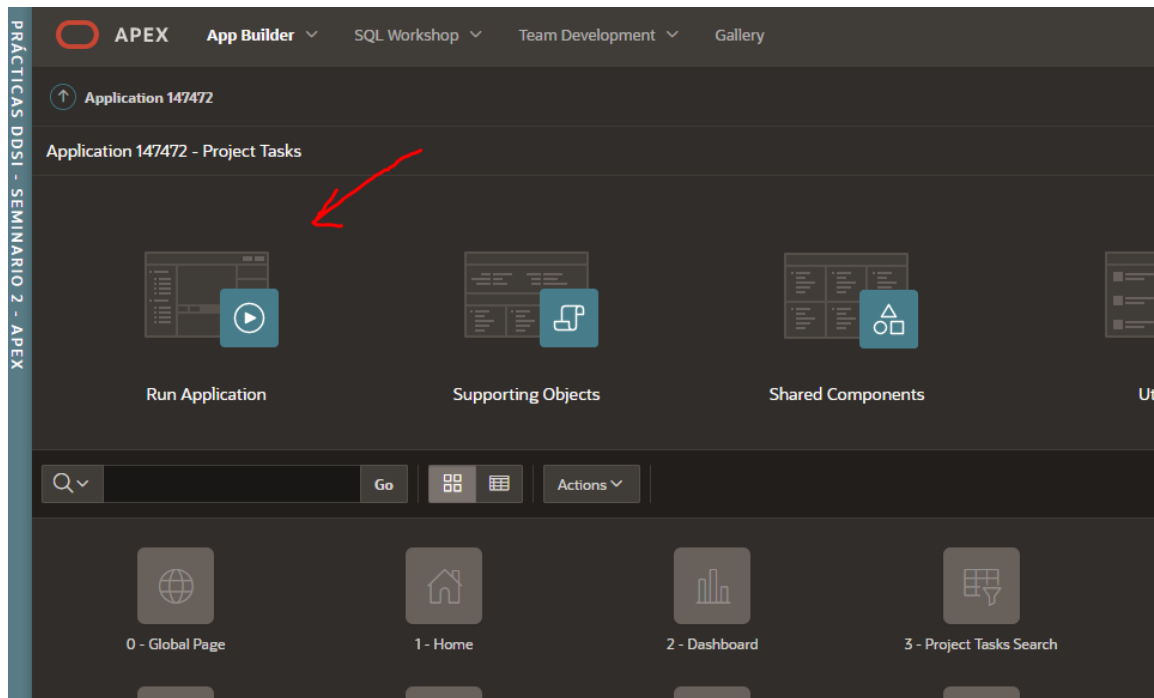 PRÁCTICAS DDSI - SEMINARIO 2 - APEX
APEX App Builder SQL Workshop Team Development Gallery
Application 147472
Application 147472 - Project Tasks
Run Application Supporting Objects Shared Components Ut
Go Actions
0 - Global Page 1 - Home 2 - Dashboard 3 - Project Tasks Search